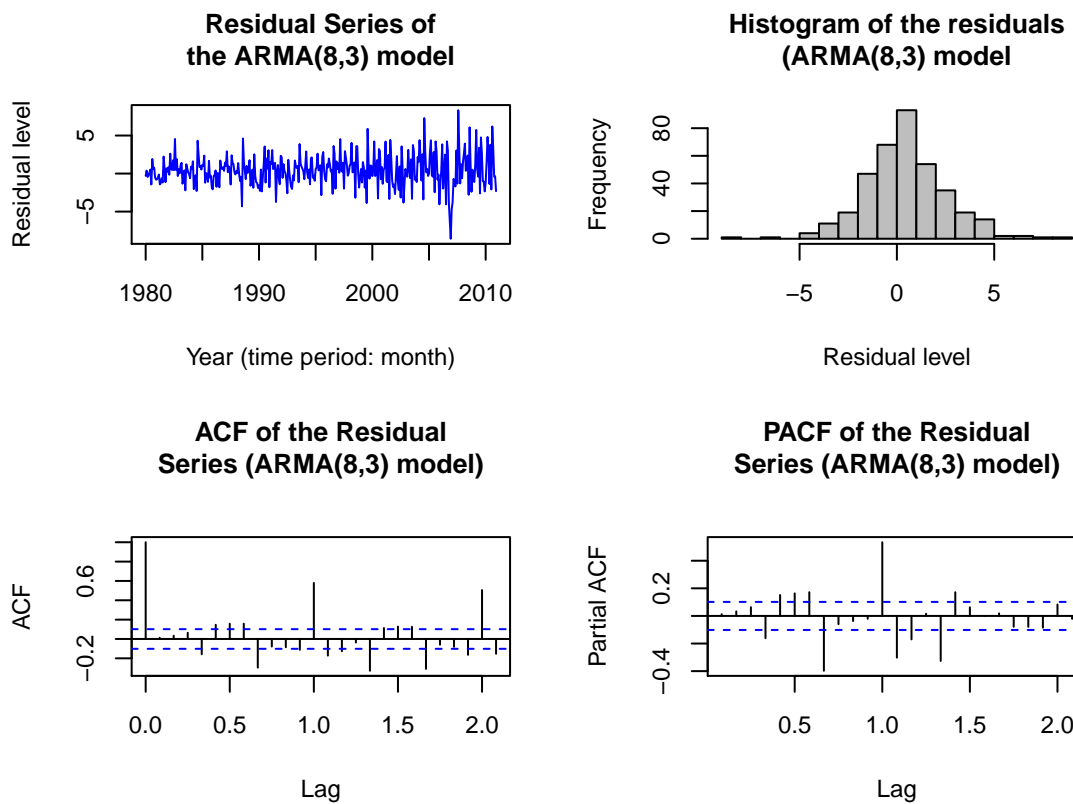 Residual Series of
the ARMA(8,3) model
Residual level
5
−5
1980
1990
2000
2010
Year (time period: month)
Histogram of the residuals
(ARMA(8,3) model
Frequency
80
40
0
−5
0
5
Residual level
ACF of the Residual
Series (ARMA(8,3) model)
ACF
0.6
−0.2
0.0
0.5
1.0
1.5
2.0
Lag
PACF of the Residual
Series (ARMA(8,3) model)
Partial ACF
0.2
−0.4
0.5
1.0
1.5
2.0
Lag